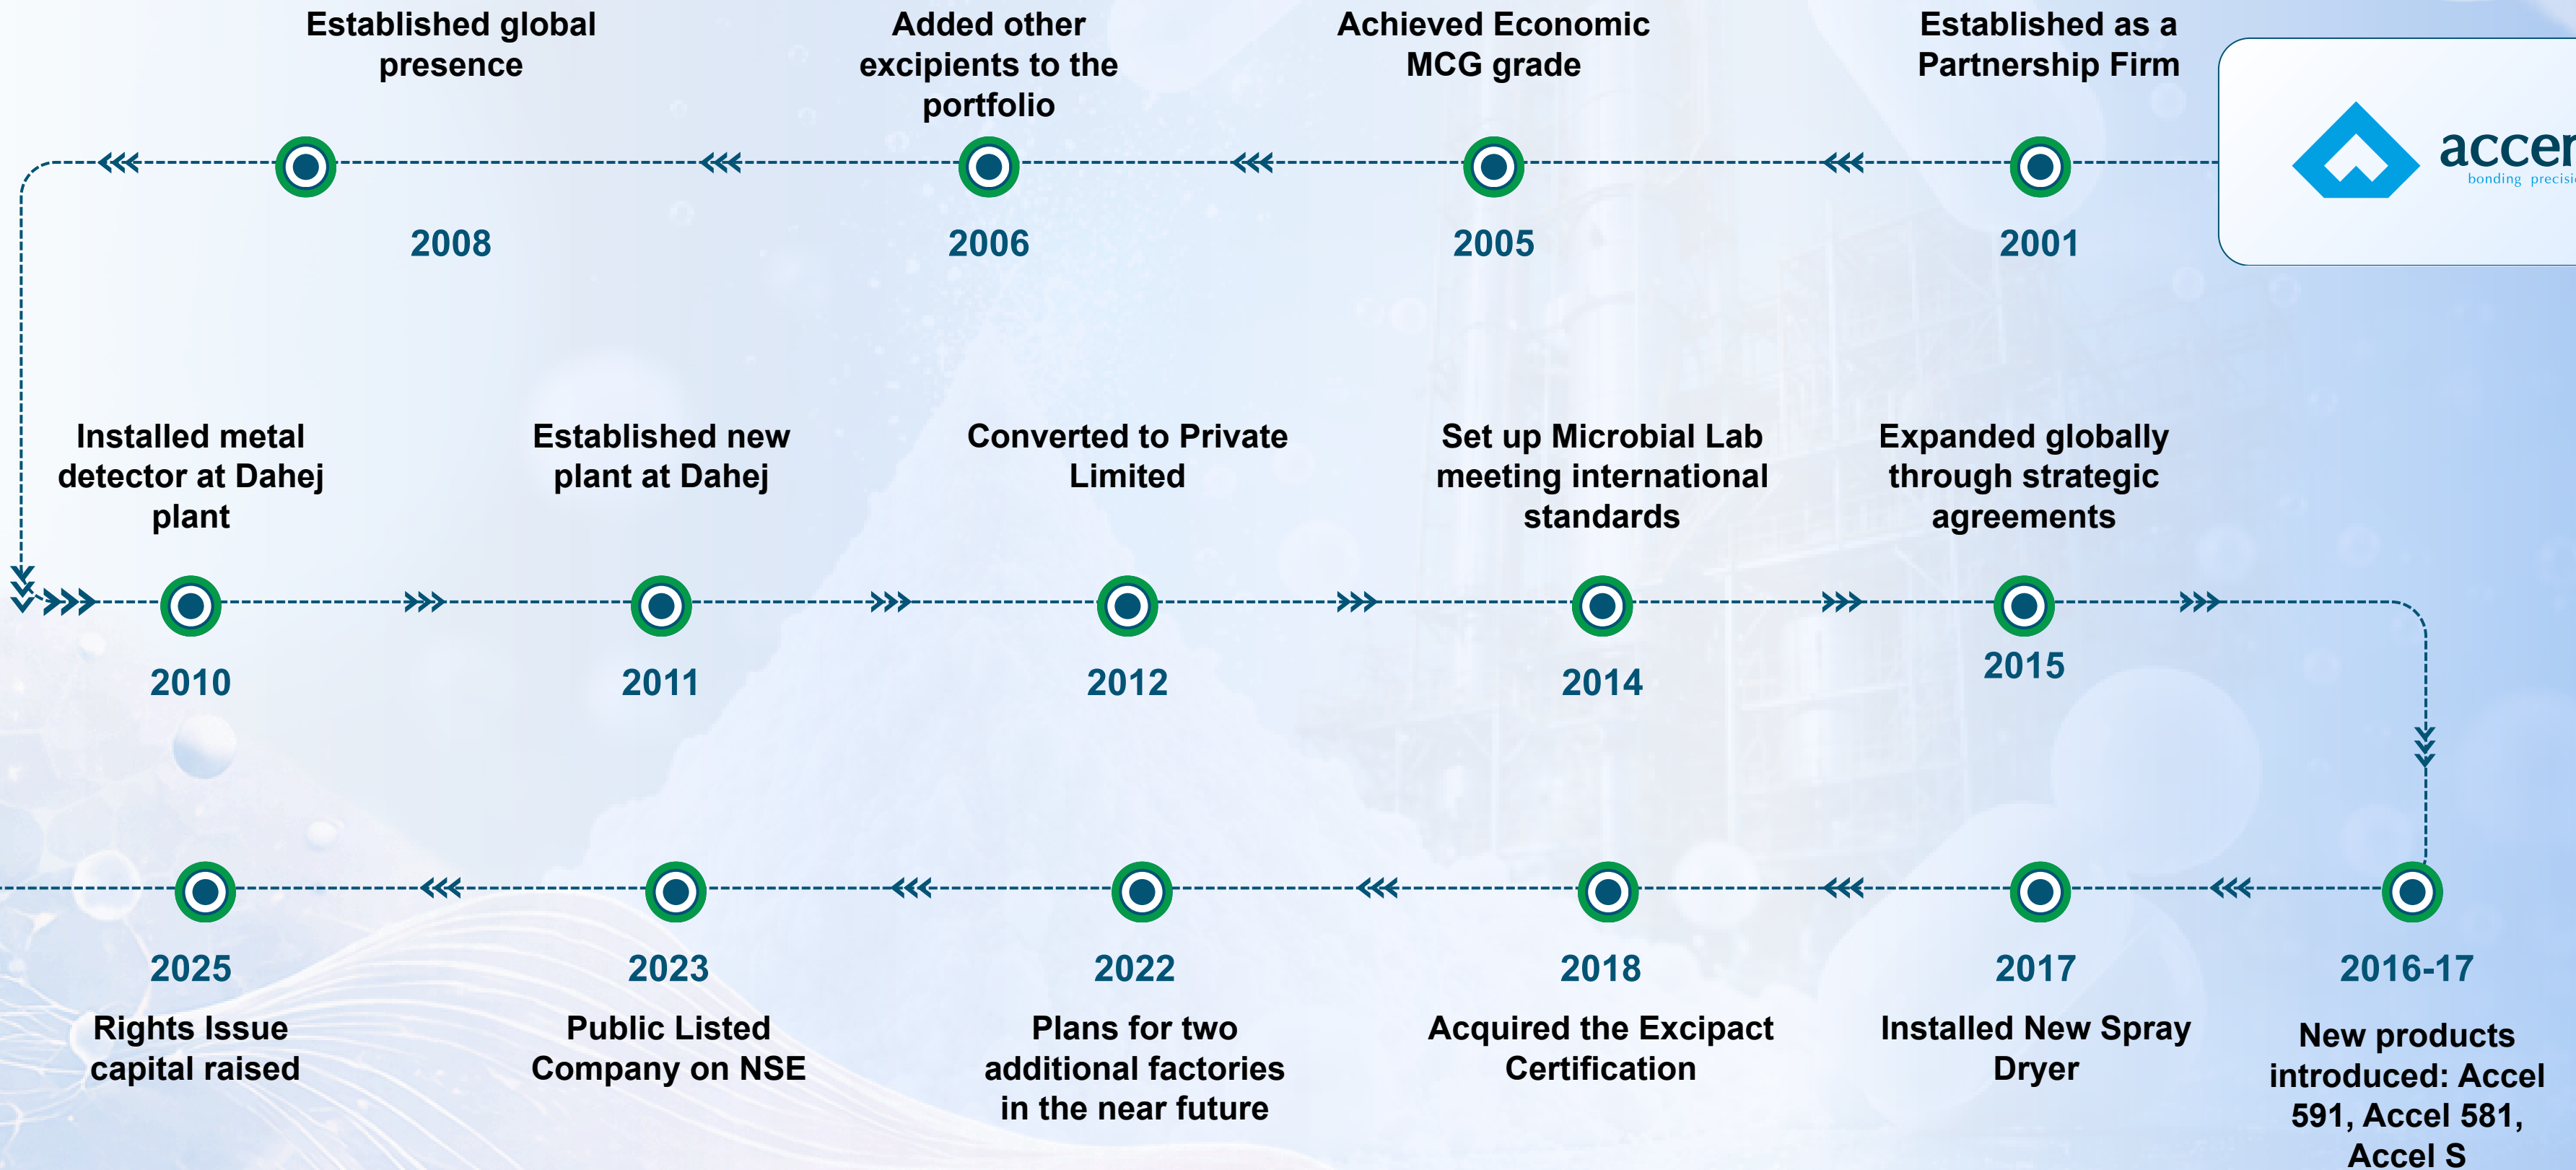 Established global
presence
Added other
excipients to the
portfolio
Achieved Economic
MCG grade
Established as a
Partnership Firm
2008
2006
2005
2001
Installed metal
detector at Dahej
plant
Established new
plant at Dahej
Converted to Private
Limited
Set up Microbial Lab
meeting international
standards
Expanded globally
through strategic
agreements
2010
2011
2012
2014
2015
2025
2023
2022
2018
2017
2016-17
Rights Issue
capital raised
Public Listed
Company on NSE
Plans for two
additional factories
in the near future
Acquired the Excipact
Certification
Installed New Spray
Dryer
New products
introduced: Accel
591, Accel 581,
Accel S
bonding